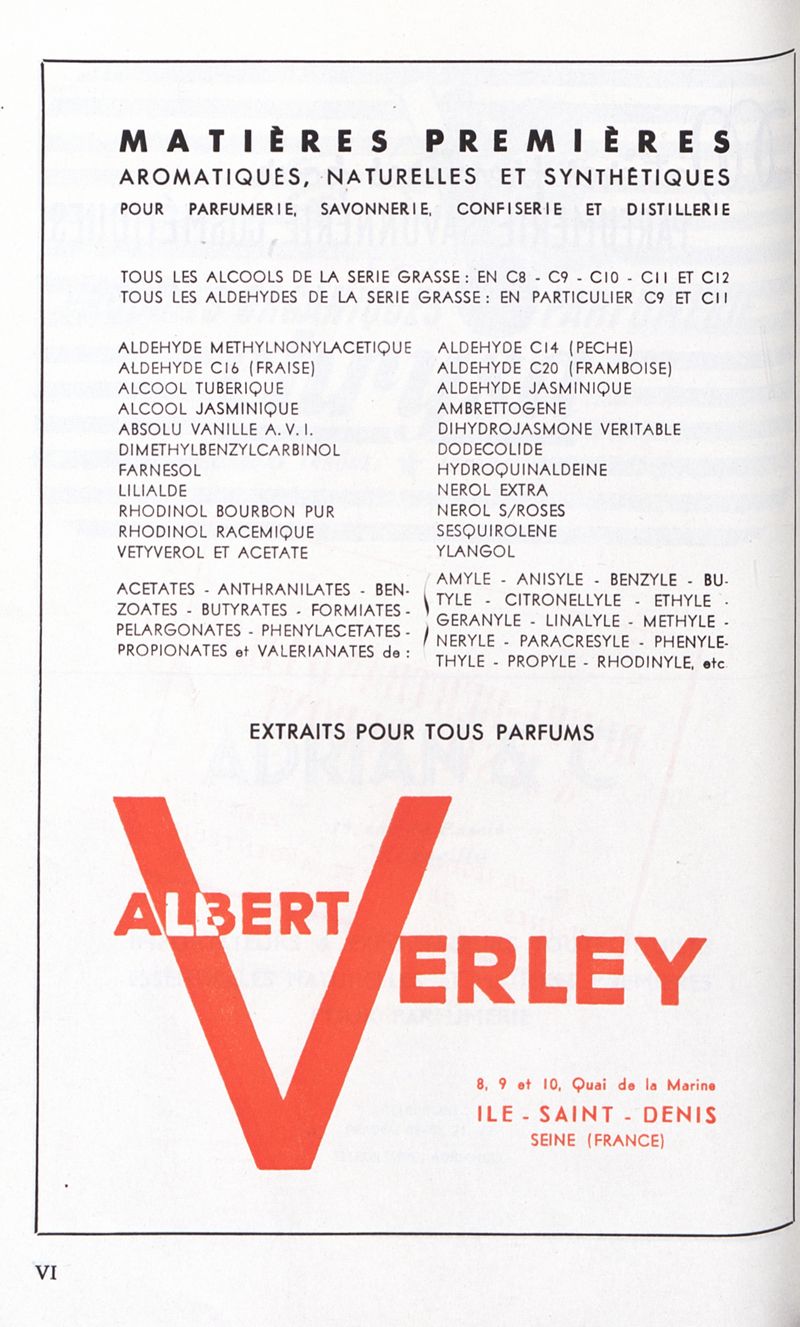 MATIÈRES PREMIÈRES
AROMATIQUES, NATURELLES ET SYNTHÉTIQUES
POUR PARFUMERIE, SAVONNERIE, CONFISERIE ET DISTILLERIE
TOUS LES ALCOOLS DE LA SERIE GRASSE : EN C8 - C9 - C10 - C11 ET C12
TOUS LES ALDEHYDES DE LA SERIE GRASSE : EN PARTICULIER C9 ET C11
ALDEHYDE METHYLNONYLACETIQUE
ALDEHYDE C16 (FRAISE)
ALCOOL TUBERIQUE
ALCOOL JASMINIQUE
ABSOLU VANILLE A. V. I.
DIMETHYLBENZYLCARBINOL
FARNESOL
LILIALDE
RHODINOL BOURBON PUR
RHODINOL RACEMIQUE
VETYVEROL ET ACETATE
ALDEHYDE C14 (PECHE)
ALDEHYDE C20 (FRAMBOISE)
ALDEHYDE JASMINIQUE
AMBRETTOGENE
DIHYDROJASMONE VERITABLE
DODECOLIDE
HYDROQUINALDEINE
NEROL EXTRA
NEROL S/ROSES
SESQUIROLENE
YLANGOL
ACETATES - ANTHRANILATES - BEN-
ZOATES - BUTYRATES - FORMIATES -
PELARGONATES - PHENYLACETATES -
PROPIONATES et VALERIANATES de :
AMYLE - ANISYLE - BENZYLE - BU-
TYLE - CITRONELLYLE - ETHYLE -
GERANYLE - LINALYLE - METHYLE -
NERYLE - PARACRESYLE - PHENYLE-
THYLE - PROPYLE - RHODINYLE, etc
EXTRAITS POUR TOUS PARFUMS
ALBERT
VERLEY
8, 9 et 10, Quai de la Marine
ILE - SAINT - DENIS
SEINE (FRANCE)
VI